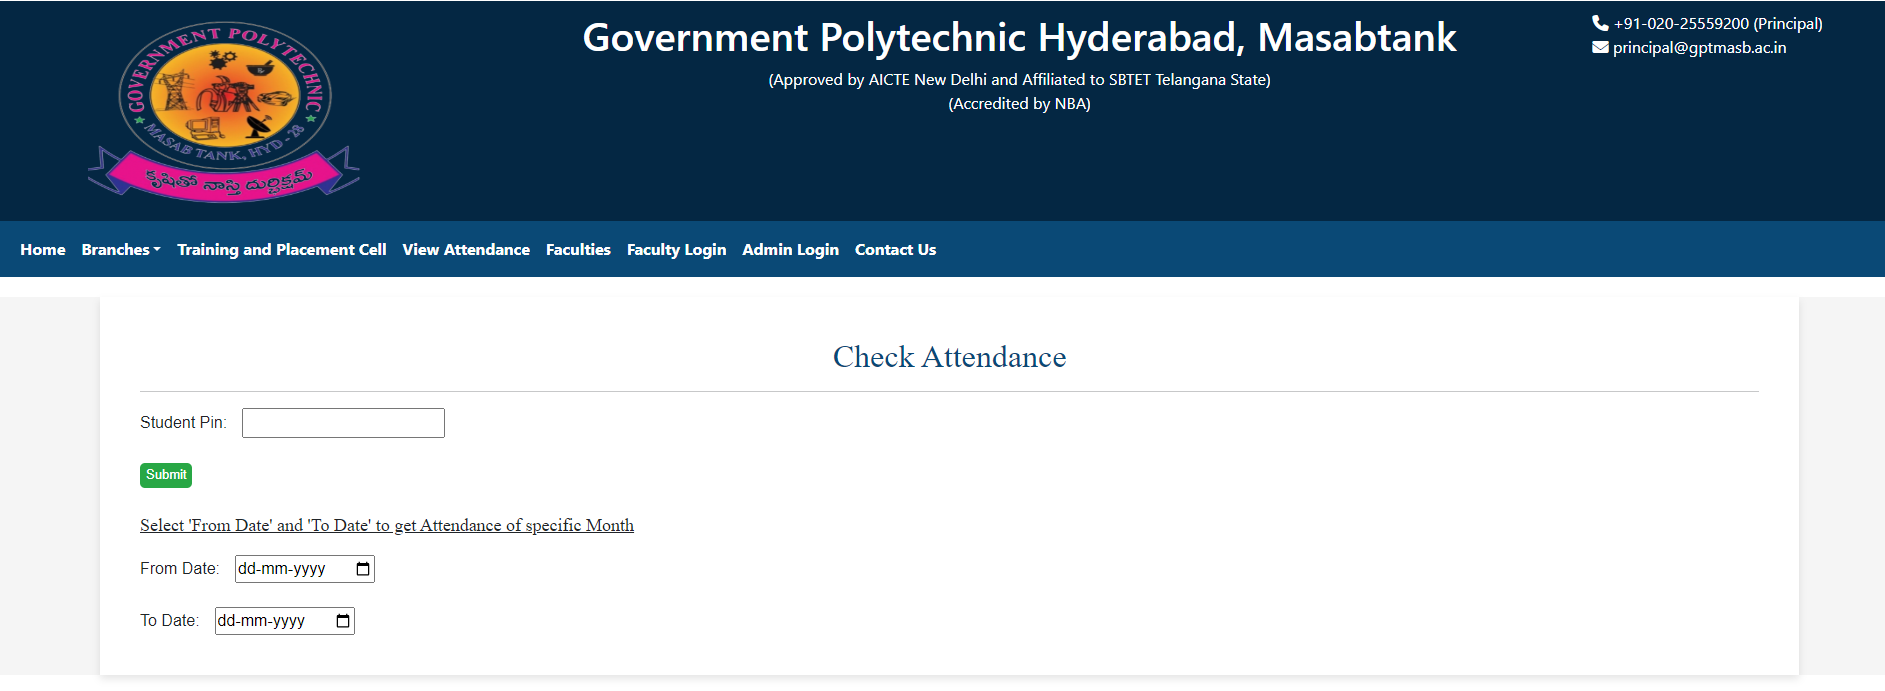 GOVERNMENT POLYTECHNIC
MASAB TANK, HYD - 28
కృషితో నాస్తి దుర్భిక్షమ్
Government Polytechnic Hyderabad, Masabtank
(Approved by AICTE New Delhi and Affiliated to SBTET Telangana State)
(Accredited by NBA)
+91-020-25559200 (Principal)
principal@gptmasb.ac.in
Home Branches Training and Placement Cell View Attendance Faculties Faculty Login Admin Login Contact Us
Check Attendance
Student Pin:
Submit
Select 'From Date' and 'To Date' to get Attendance of specific Month
From Date: dd-mm-yyyy
To Date: dd-mm-yyyy